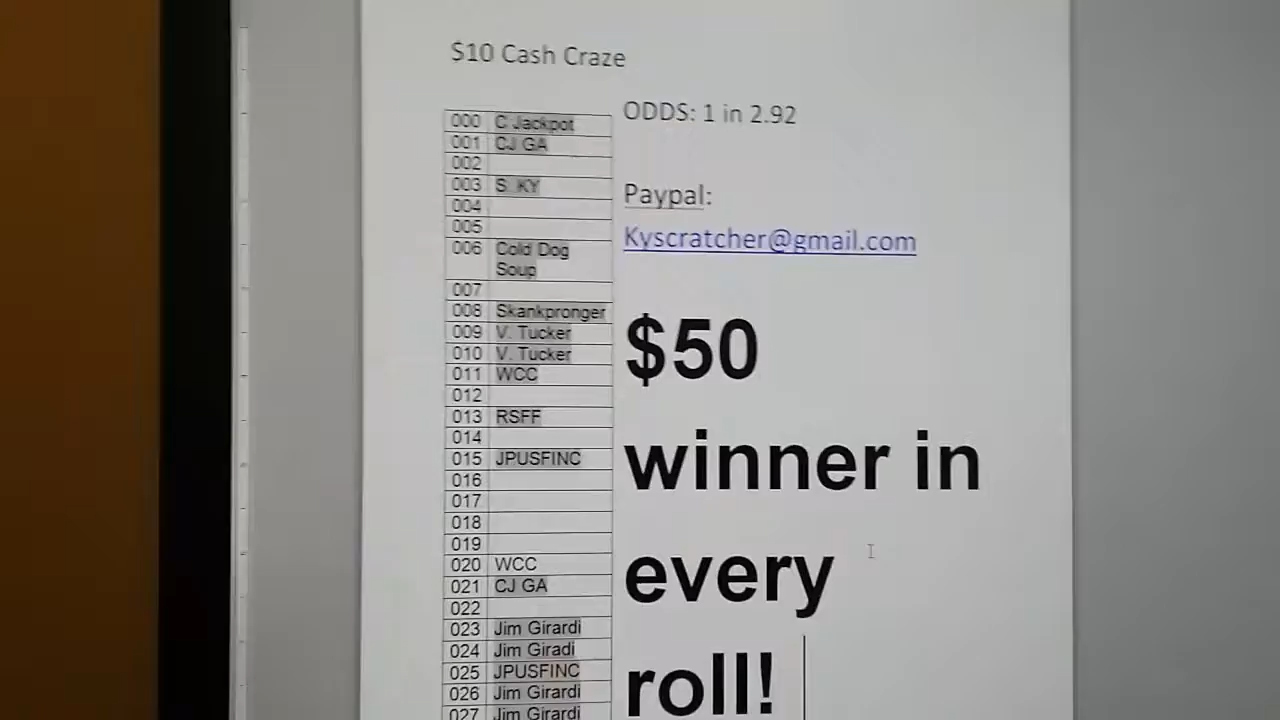 $10 Cash Craze
ODDS: 1 in 2.92
Paypal:
Kyscratcher@gmail.com
$50
winner in
every
roll!
000 C Jackpot
001 CJ GA
002
003 S. KY
004
005
006 Cold Dog
Soup
007
008 Skankpronger
009 V. Tucker
010 V. Tucker
011 WCC
012
013 RSFF
014
015 JPUSFINC
016
017
018
019
020 WCC
021 CJ GA
022
023 Jim Girardi
024 Jim Giradi
025 JPUSFINC
026 Jim Girardi
027 Jim Girardi